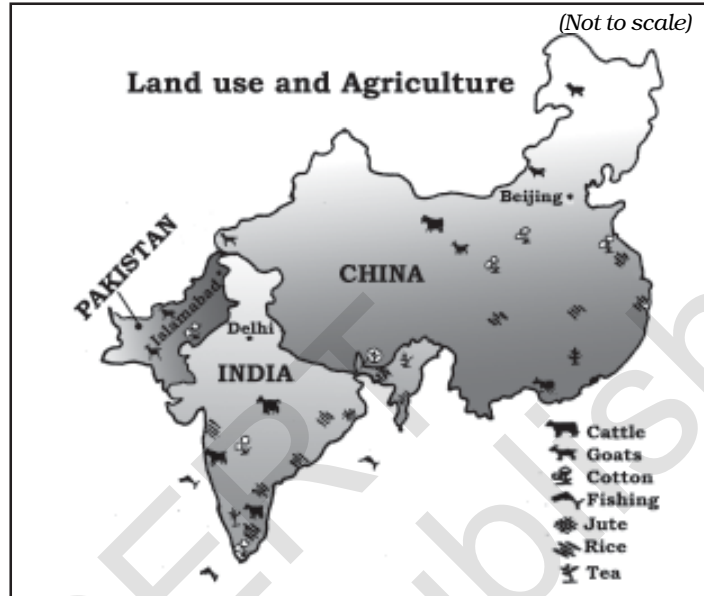 (Not to scale)
Land use and Agriculture
Beijing
CHINA
PAKISTAN
Islamabad
Delhi
INDIA
Cattle
Goats
Cotton
Fishing
Jute
Rice
Tea